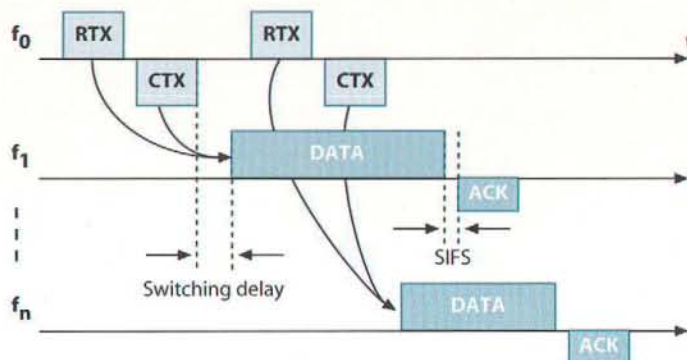 f0 RTX RTX
CTX CTX
f1 DATA
ACK
SIFS
Switching delay
fn DATA
ACK